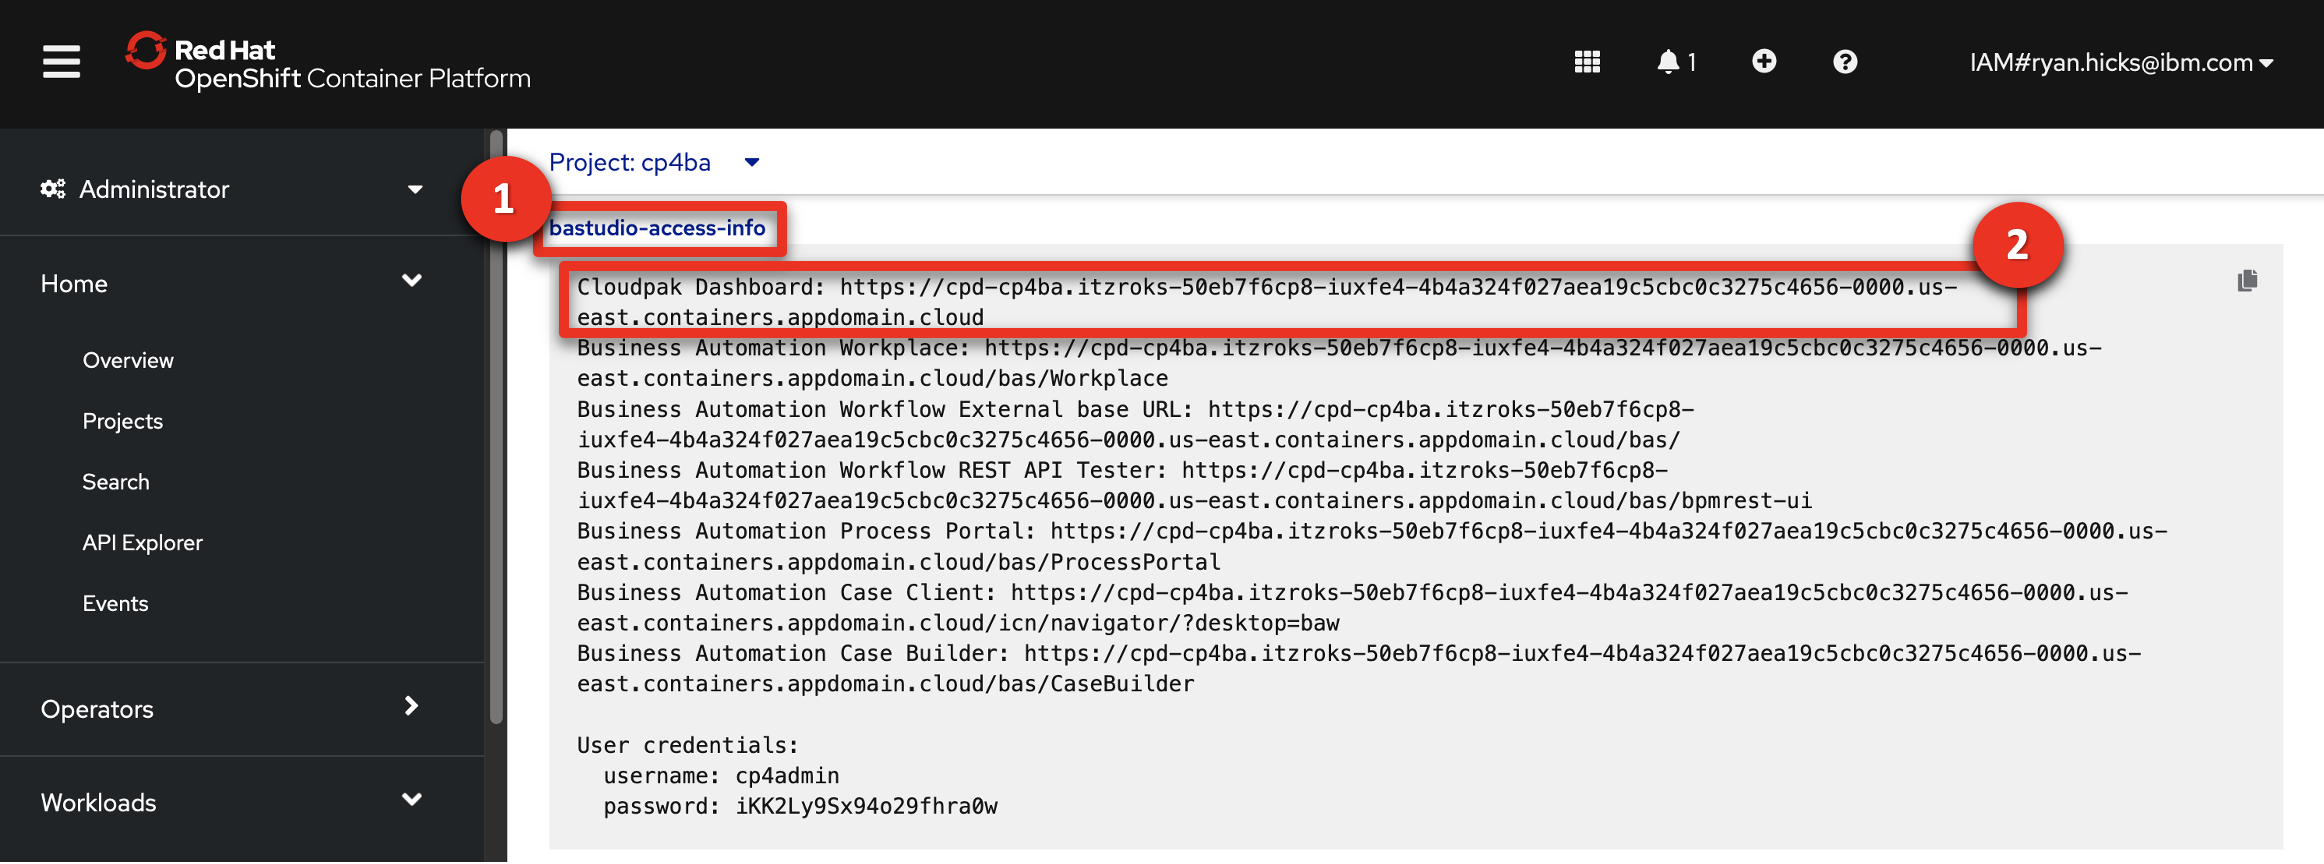 Red Hat
OpenShift Container Platform
1
IAM#ryan.hicks@ibm.com
Administrator
Home
Overview
Projects
Search
API Explorer
Events
Operators
Workloads
Project: cp4ba
1
bastudio-access-info
2
Cloudpak Dashboard: https://cpd-cp4ba.itzroks-50eb7f6cp8-iuxfe4-4b4a324f027aea19c5cbc0c3275c4656-0000.us-
east.containers.appdomain.cloud
Business Automation Workplace: https://cpd-cp4ba.itzroks-50eb7f6cp8-iuxfe4-4b4a324f027aea19c5cbc0c3275c4656-0000.us-
east.containers.appdomain.cloud/bas/Workplace
Business Automation Workflow External base URL: https://cpd-cp4ba.itzroks-50eb7f6cp8-
iuxfe4-4b4a324f027aea19c5cbc0c3275c4656-0000.us-east.containers.appdomain.cloud/bas/
Business Automation Workflow REST API Tester: https://cpd-cp4ba.itzroks-50eb7f6cp8-
iuxfe4-4b4a324f027aea19c5cbc0c3275c4656-0000.us-east.containers.appdomain.cloud/bas/bpmrest-ui
Business Automation Process Portal: https://cpd-cp4ba.itzroks-50eb7f6cp8-iuxfe4-4b4a324f027aea19c5cbc0c3275c4656-0000.us-
east.containers.appdomain.cloud/bas/ProcessPortal
Business Automation Case Client: https://cpd-cp4ba.itzroks-50eb7f6cp8-iuxfe4-4b4a324f027aea19c5cbc0c3275c4656-0000.us-
east.containers.appdomain.cloud/icn/navigator/?desktop=baw
Business Automation Case Builder: https://cpd-cp4ba.itzroks-50eb7f6cp8-iuxfe4-4b4a324f027aea19c5cbc0c3275c4656-0000.us-
east.containers.appdomain.cloud/bas/CaseBuilder
User credentials:
username: cp4admin
password: iKK2Ly9Sx94o29fhra0w